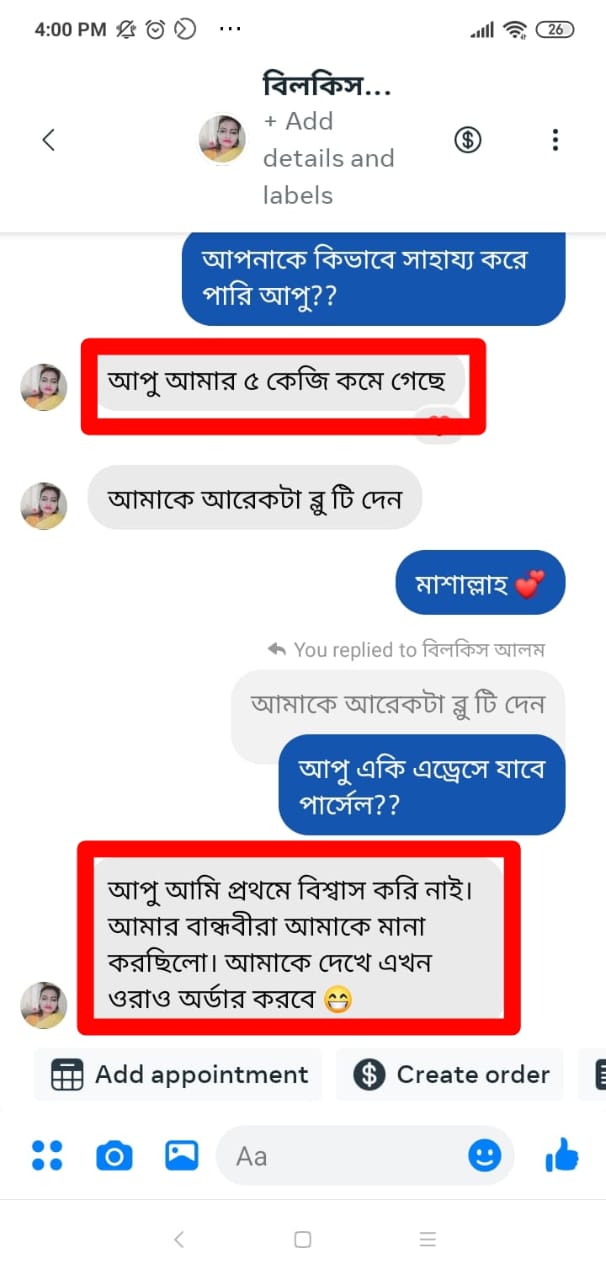 4:00 PM ...
26
বিলকিস...
+ Add
details and
labels
আপনাকে কিভাবে সাহায্য করে
পারি আপু??
আপু আমার ৫ কেজি কমে গেছে
আমাকে আরেকটা ব্লু টি দেন
মাশাল্লাহ 💕
You replied to বিলকিস আলম
আমাকে আরেকটা ব্লু টি দেন
আপু একি এড্রেসে যাবে
পার্সেল??
আপু আমি প্রথমে বিশ্বাস করি নাই।
আমার বান্ধবীরা আমাকে মানা
করছিলো। আমাকে দেখে এখন
ওরাও অর্ডার করবে 😁
Add appointment
$ Create order
Aa